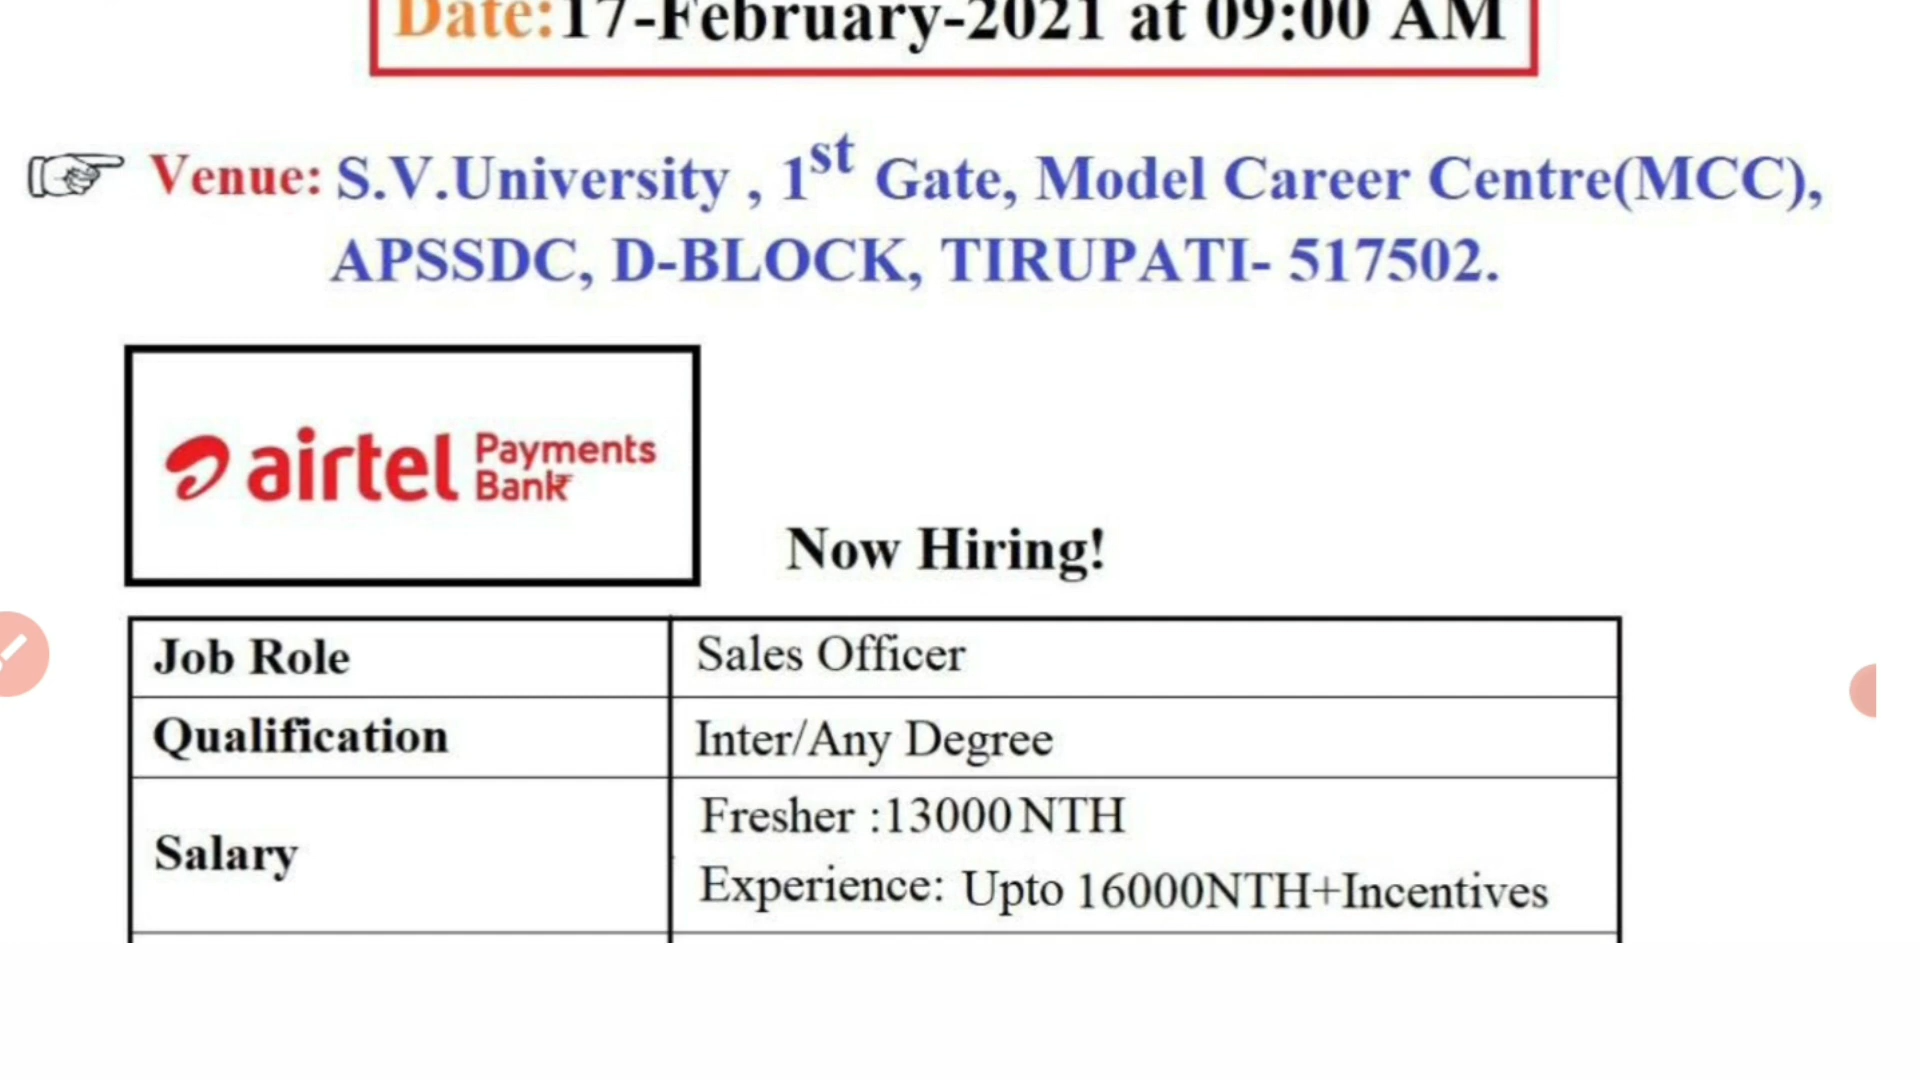 Date:17-February-2021 at 09:00 AM
Venue: S.V.University , 1st Gate, Model Career Centre(MCC),
APSSDC, D-BLOCK, TIRUPATI- 517502.
airtel Payments
Bank
Now Hiring!
Job Role Sales Officer
Qualification Inter/Any Degree
Salary Fresher :13000 NTH
Experience: Upto 16000NTH+Incentives